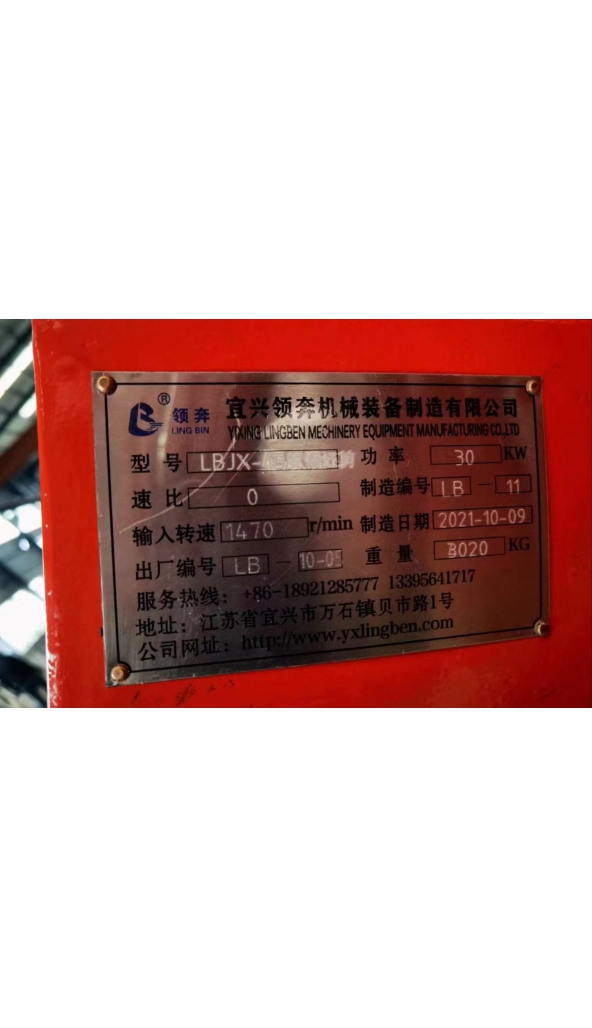 ® 领奔 LING BIN
宜兴领奔机械装备制造有限公司
YIXING LINGBEN MECHINERY EQUIPMENT MANUFACTURING CO.,LTD
型号 LBJX- 功率 30 KW
速比 0 制造编号 LB — 11
输入转速 1470 r/min 制造日期 2021-10-09
出厂编号 LB — 10-05 重量 3020 KG
服务热线：+86-18921285777 13395641717
地址：江苏省宜兴市万石镇贝市路1号
公司网址：http://www.yxlingben.com